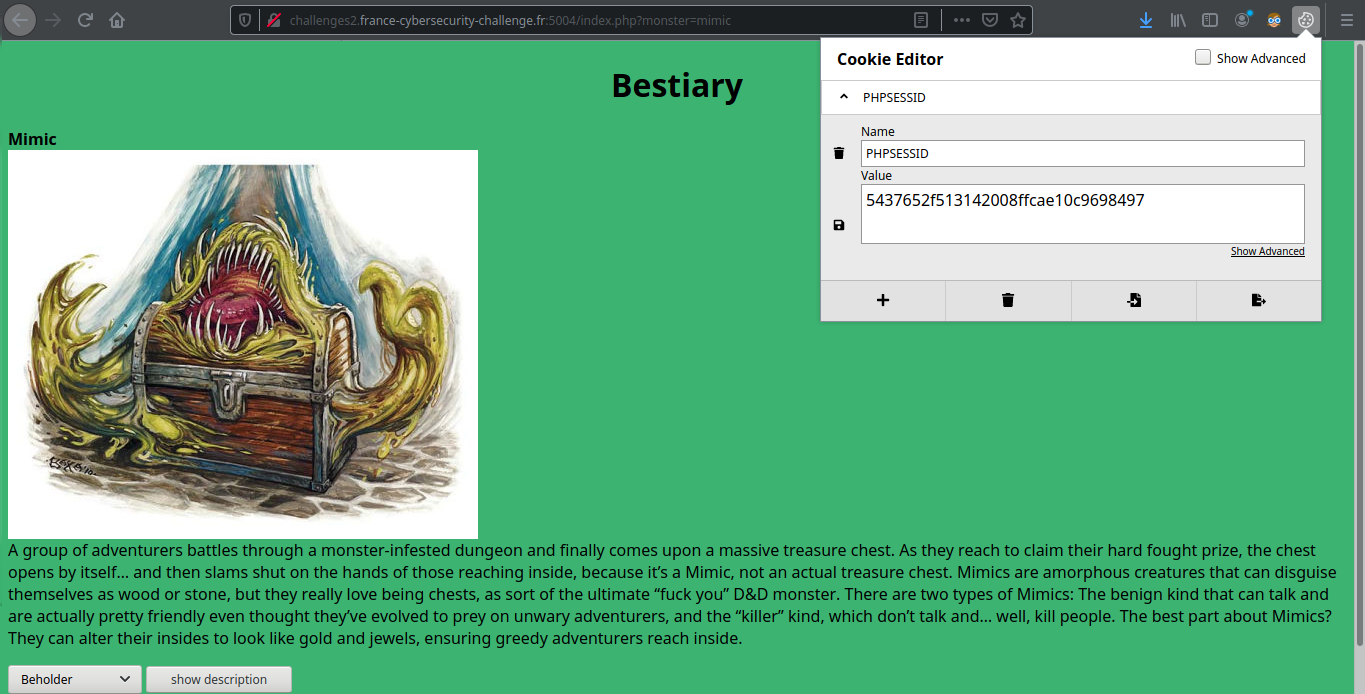 challenges2.france-cybersecurity-challenge.fr:5004/index.php?monster=mimic
Cookie Editor
Show Advanced
PHPSESSID
Name
PHPSESSID
Value
5437652f513142008ffcae10c9698497
Show Advanced
Bestiary
Mimic
A group of adventurers battles through a monster-infested dungeon and finally comes upon a massive treasure chest. As they reach to claim their hard fought prize, the chest
opens by itself... and then slams shut on the hands of those reaching inside, because it’s a Mimic, not an actual treasure chest. Mimics are amorphous creatures that can disguise
themselves as wood or stone, but they really love being chests, as sort of the ultimate “fuck you” D&D monster. There are two types of Mimics: The benign kind that can talk and
are actually pretty friendly even thought they’ve evolved to prey on unwary adventurers, and the “killer” kind, which don’t talk and... well, kill people. The best part about Mimics?
They can alter their insides to look like gold and jewels, ensuring greedy adventurers reach inside.
Beholder
show description